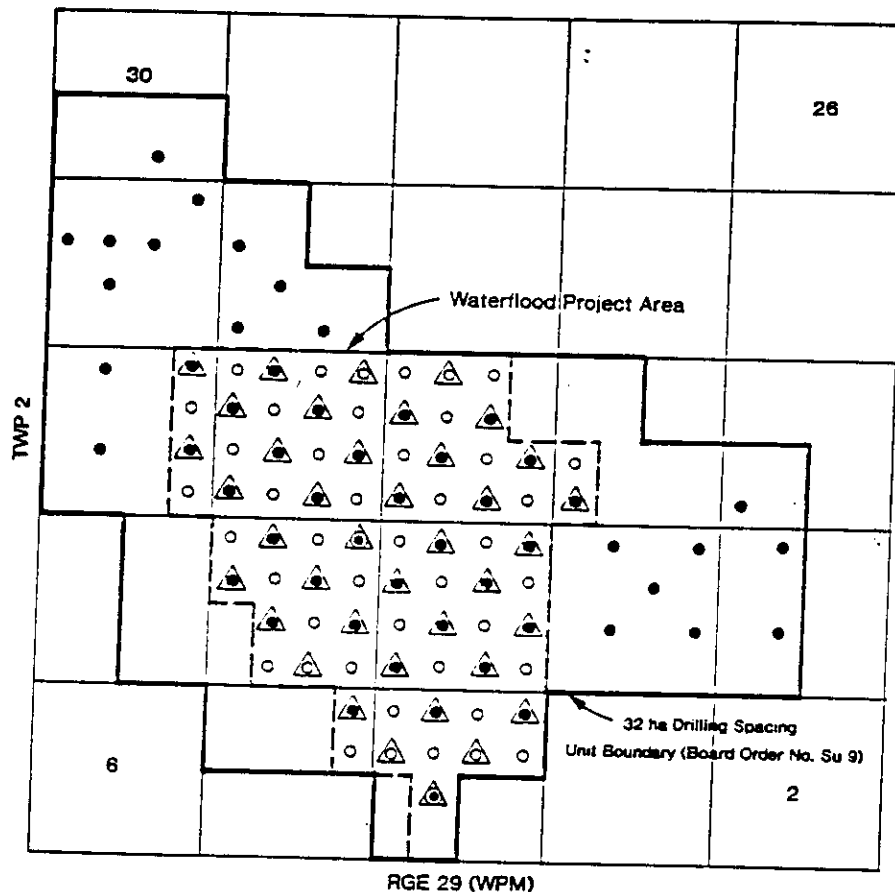 30
26
Waterflood Project Area
TWP 2
32 ha Drilling Spacing
Unit Boundary (Board Order No. Su 9)
6
2
RGE 29 (WPM)